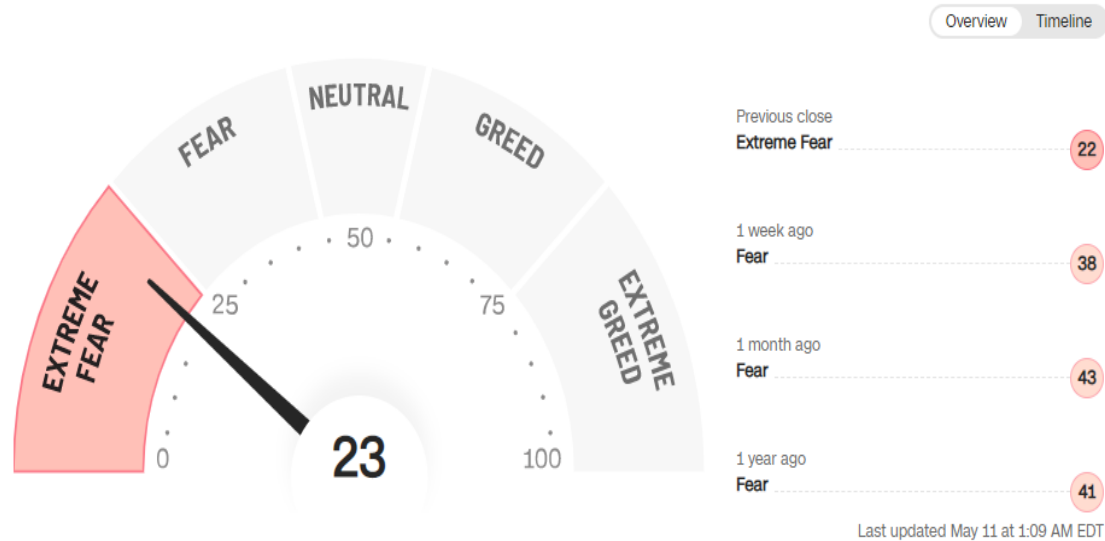 Overview Timeline
NEUTRAL
FEAR
GREED
EXTREME
FEAR
EXTREME
GREED
0
25
50
75
100
23
Previous close
Extreme Fear 22
1 week ago
Fear 38
1 month ago
Fear 43
1 year ago
Fear 41
Last updated May 11 at 1:09 AM EDT